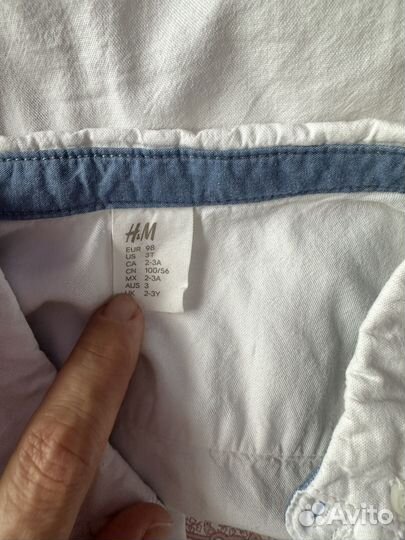 H&M
EUR 98
US 3T
CA 2-3A
CN 100/56
MX 2-3A
AUS 3
UK 2-3Y
Avito